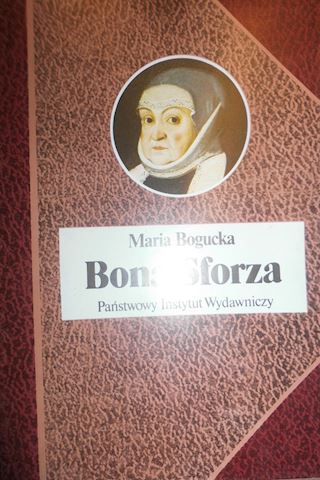 Maria Bogucka
Bona Sforza
Państwowy Instytut Wydawniczy